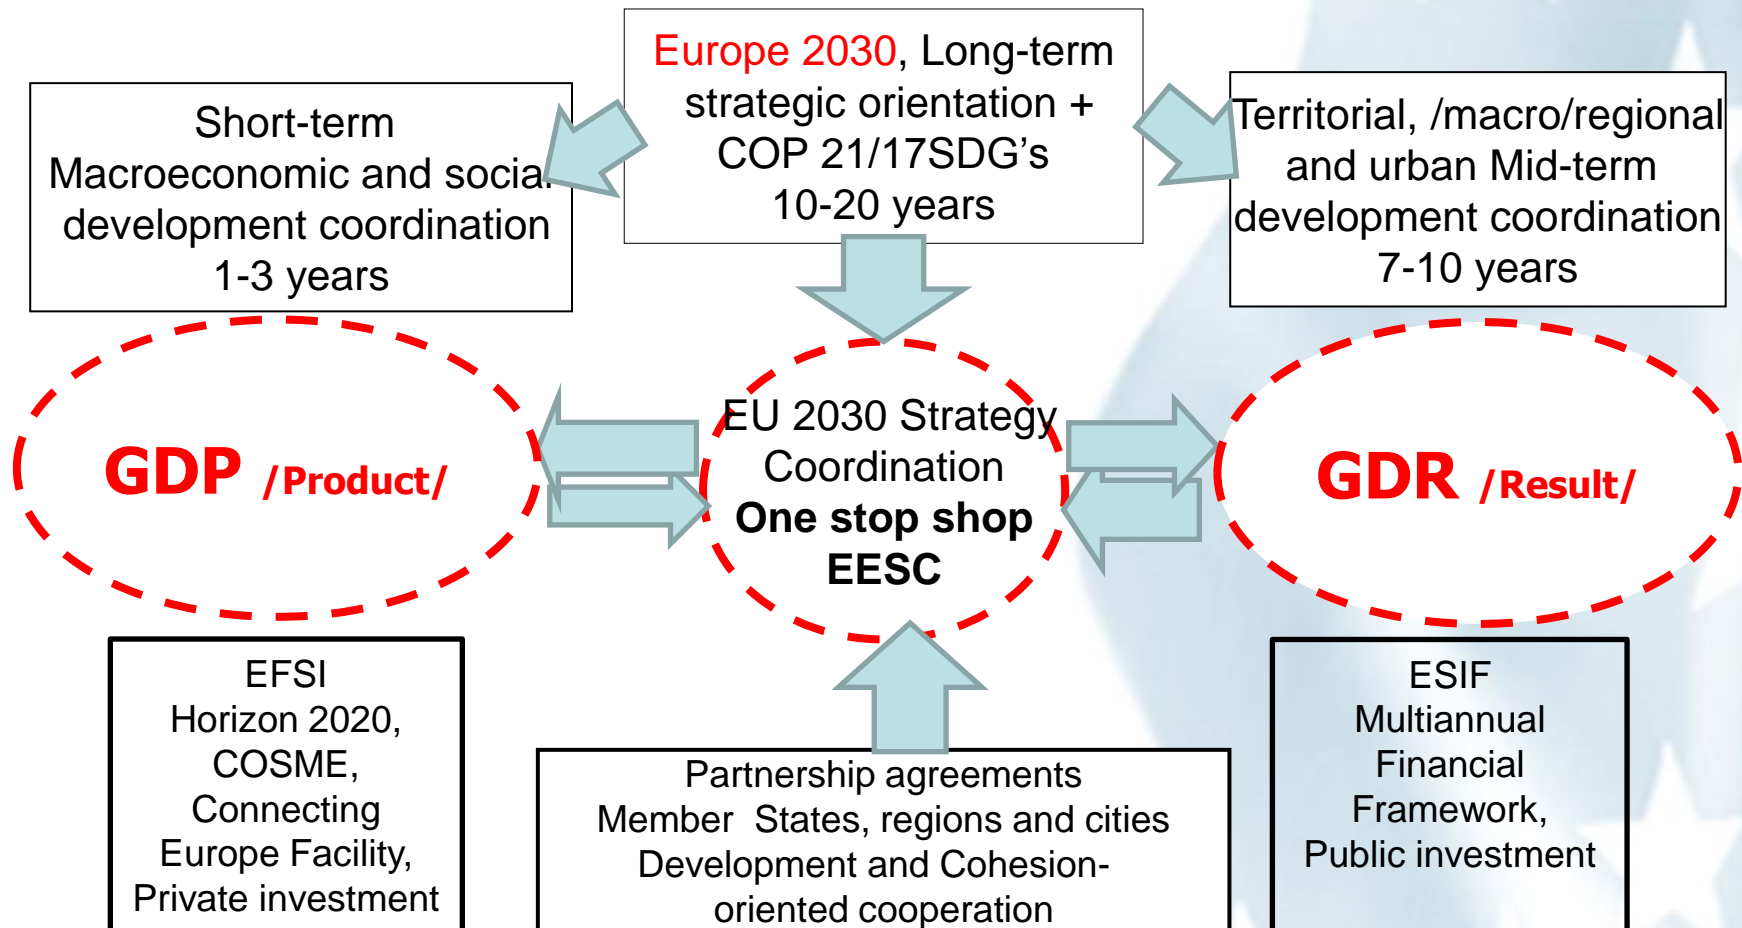 Europe 2030, Long-term
strategic orientation +
COP 21/17SDG's
10-20 years
Short-term
Macroeconomic and social
development coordination
1-3 years
Territorial, /macro/regional
and urban Mid-term
development coordination
7-10 years
GDP /Product/
EU 2030 Strategy
Coordination
One stop shop
EESC
GDR /Result/
EFSI
Horizon 2020,
COSME,
Connecting
Europe Facility,
Private investment
Partnership agreements
Member States, regions and cities
Development and Cohesion-
oriented cooperation
ESIF
Multiannual
Financial
Framework,
Public investment